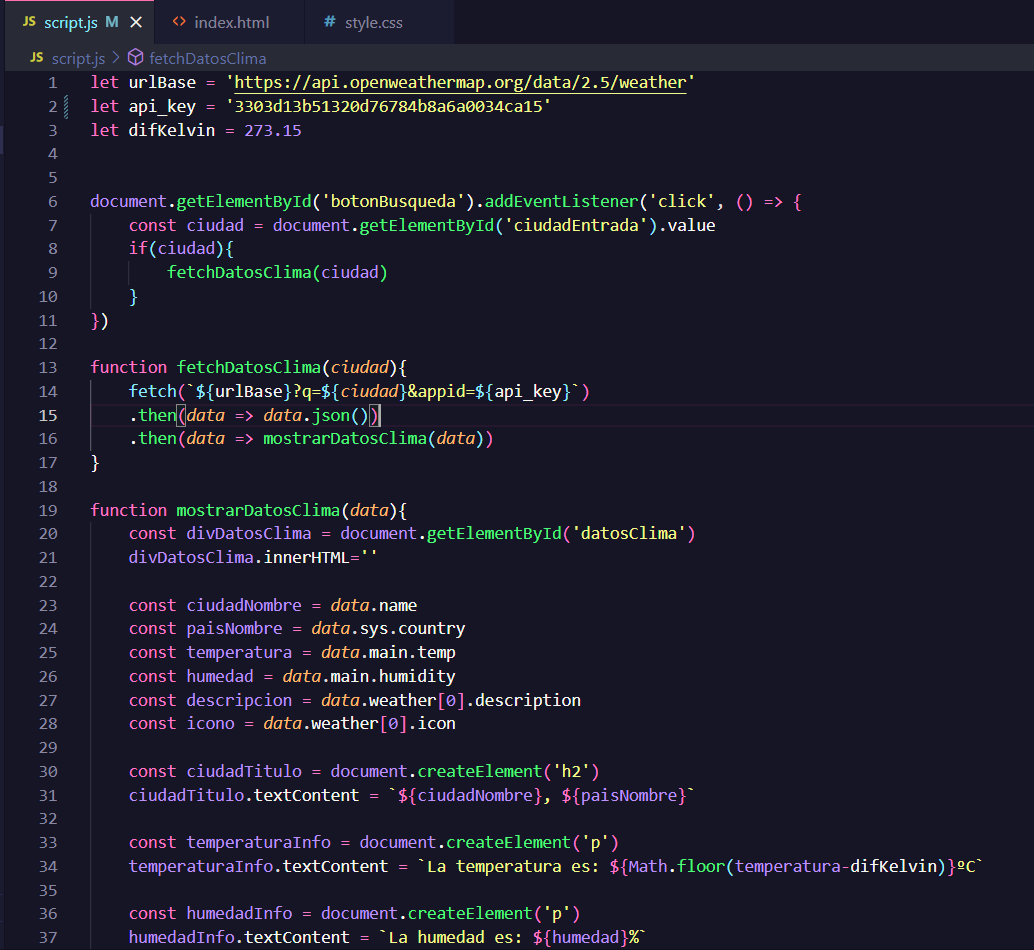 JS script.js M × <> index.html # style.css
JS script.js > fetchDatosClima
1 let urlBase = 'https://api.openweathermap.org/data/2.5/weather'
2 let api_key = '3303d13b51320d76784b8a6a0034ca15'
3 let difKelvin = 273.15
4
5
6 document.getElementById('botonBusqueda').addEventListener('click', () => {
7     const ciudad = document.getElementById('ciudadEntrada').value
8     if(ciudad){
9         fetchDatosClima(ciudad)
10     }
11 })
12
13 function fetchDatosClima(ciudad){
14     fetch(`${urlBase}?q=${ciudad}&appid=${api_key}`)
15     .then(data => data.json())
16     .then(data => mostrarDatosClima(data))
17 }
18
19 function mostrarDatosClima(data){
20     const divDatosClima = document.getElementById('datosClima')
21     divDatosClima.innerHTML=''
22
23     const ciudadNombre = data.name
24     const paisNombre = data.sys.country
25     const temperatura = data.main.temp
26     const humedad = data.main.humidity
27     const descripcion = data.weather[0].description
28     const icono = data.weather[0].icon
29
30     const ciudadTitulo = document.createElement('h2')
31     ciudadTitulo.textContent = `${ciudadNombre}, ${paisNombre}`
32
33     const temperaturaInfo = document.createElement('p')
34     temperaturaInfo.textContent = `La temperatura es: ${Math.floor(temperatura-difKelvin)}ºC`
35
36     const humedadInfo = document.createElement('p')
37     humedadInfo.textContent = `La humedad es: ${humedad}%`